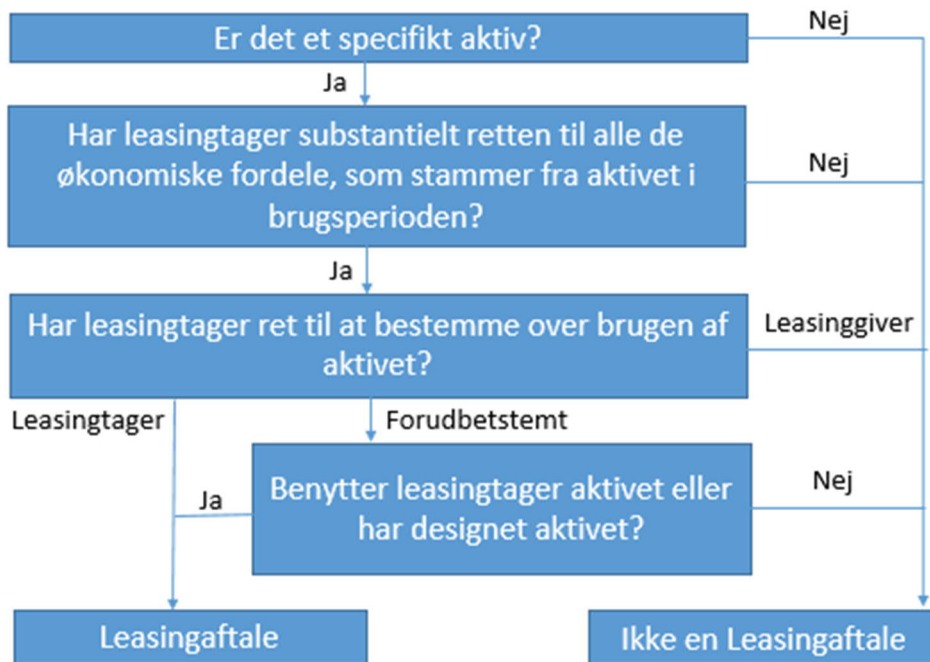 Er det et specifikt aktiv?
Nej
Ja
Har leasingtager substantielt retten til alle de
økonomiske fordele, som stammer fra aktivet i
brugsperioden?
Nej
Ja
Har leasingtager ret til at bestemme over brugen af
aktivet?
Leasinggiver
Leasingtager
Forudbetstemt
Benytter leasingtager aktivet eller
har designet aktivet?
Ja
Nej
Leasingaftale
Ikke en Leasingaftale